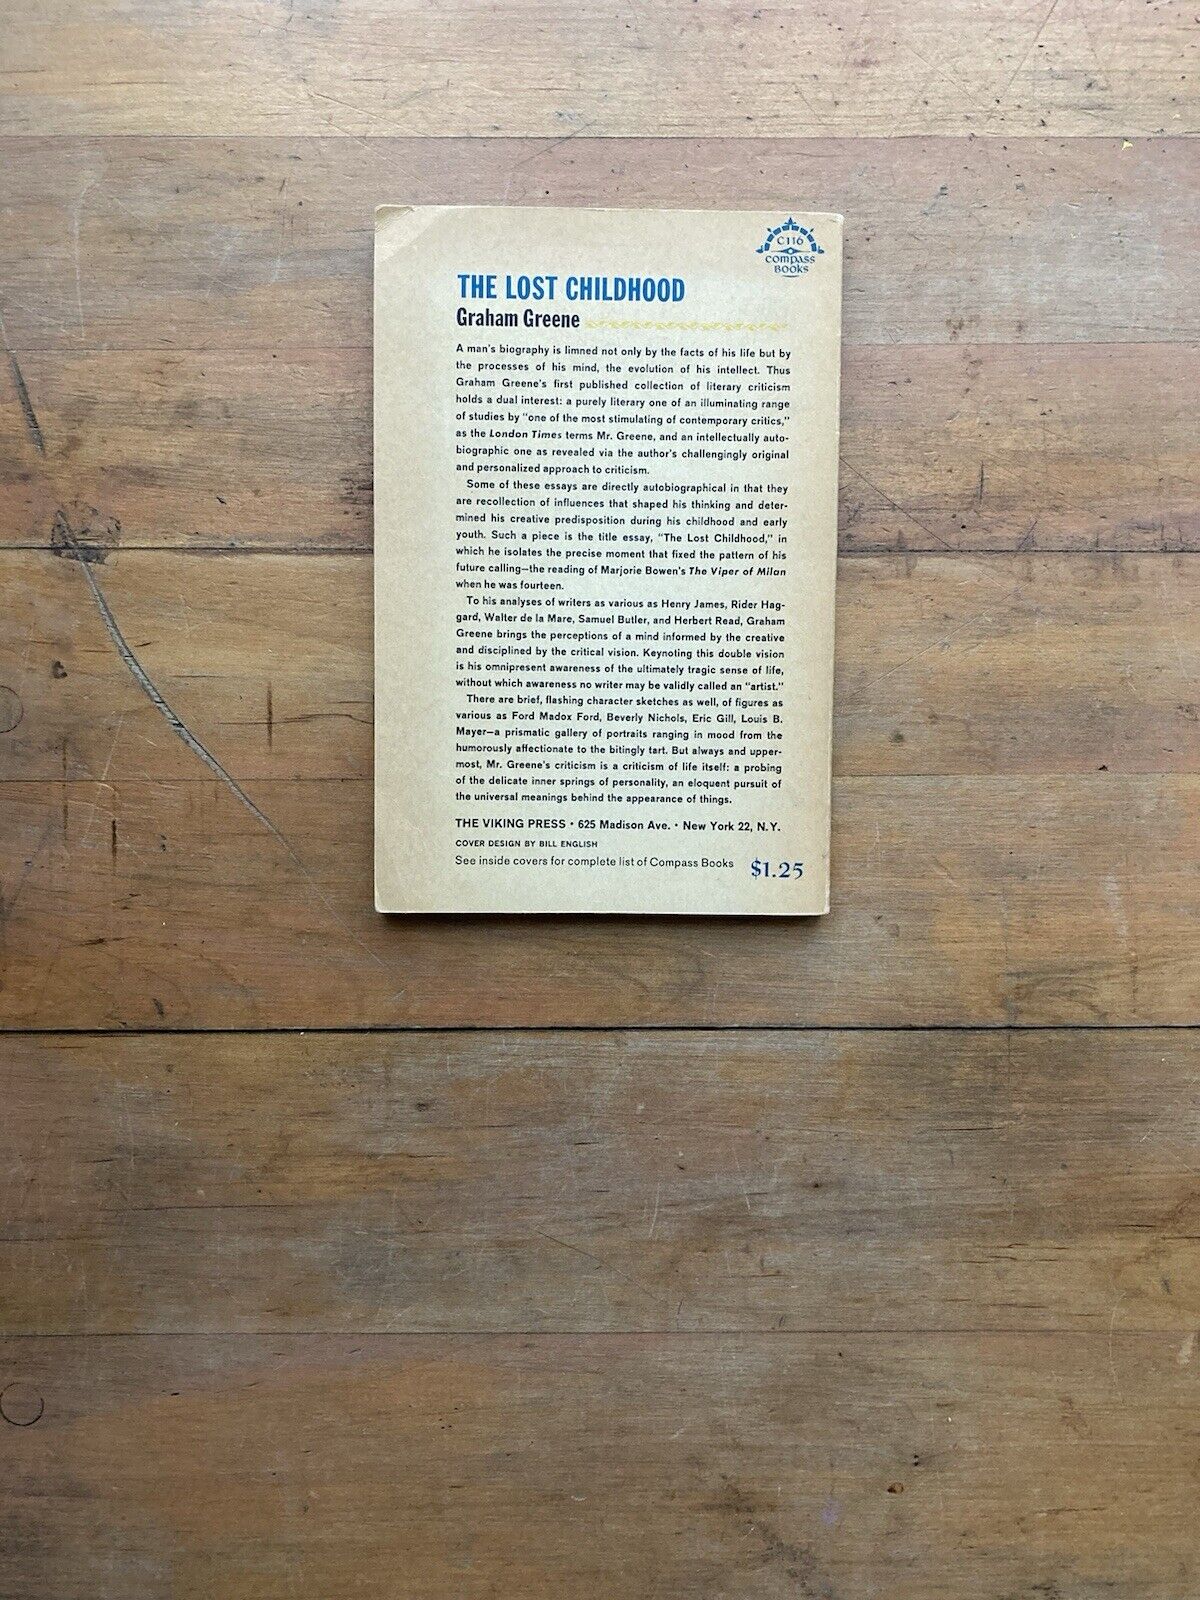 C116
COMPASS
BOOKS
THE LOST CHILDHOOD
Graham Greene
A man's biography is limned not only by the facts of his life but by
the processes of his mind, the evolution of his intellect. Thus
Graham Greene's first published collection of literary criticism
holds a dual interest: a purely literary one of an illuminating range
of studies by "one of the most stimulating of contemporary critics,"
as the London Times terms Mr. Greene, and an intellectually auto-
biographic one as revealed via the author's challengingly original
and personalized approach to criticism.
Some of these essays are directly autobiographical in that they
are recollection of influences that shaped his thinking and deter-
mined his creative predisposition during his childhood and early
youth. Such a piece is the title essay, "The Lost Childhood," in
which he isolates the precise moment that fixed the pattern of his
future calling—the reading of Marjorie Bowen's The Viper of Milan
when he was fourteen.
To his analyses of writers as various as Henry James, Rider Hag-
gard, Walter de la Mare, Samuel Butler, and Herbert Read, Graham
Greene brings the perceptions of a mind informed by the creative
and disciplined by the critical vision. Keynoting this double vision
is his omnipresent awareness of the ultimately tragic sense of life,
without which awareness no writer may be validly called an "artist."
There are brief, flashing character sketches as well, of figures as
various as Ford Madox Ford, Beverly Nichols, Eric Gill, Louis B.
Mayer—a prismatic gallery of portraits ranging in mood from the
humorously affectionate to the bitingly tart. But always and upper-
most, Mr. Greene's criticism is a criticism of life itself: a probing
of the delicate inner springs of personality, an eloquent pursuit of
the universal meanings behind the appearance of things.
THE VIKING PRESS • 625 Madison Ave. • New York 22, N.Y.
COVER DESIGN BY BILL ENGLISH
See inside covers for complete list of Compass Books
$1.25